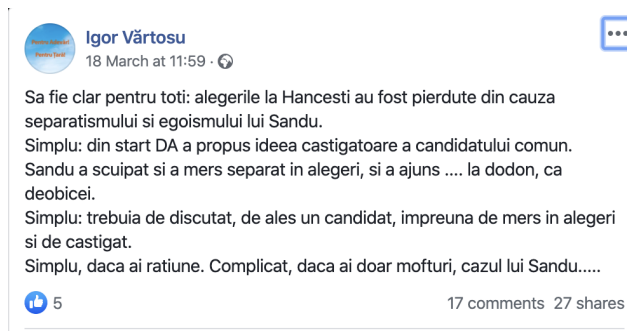 Igor Vărtosu
18 March at 11:59 ·
Sa fie clar pentru toti: alegerile la Hancesti au fost pierdute din cauza
separatismului si egoismului lui Sandu.
Simplu: din start DA a propus ideea castigatoare a candidatului comun.
Sandu a scuipat si a mers separat in alegeri, si a ajuns .... la dodon, ca
deobicei.
Simplu: trebuia de discutat, de ales un candidat, impreuna de mers in alegeri
si de castigat.
Simplu, daca ai ratiune. Complicat, daca ai doar mofturi, cazul lui Sandu.....
5 17 comments 27 shares